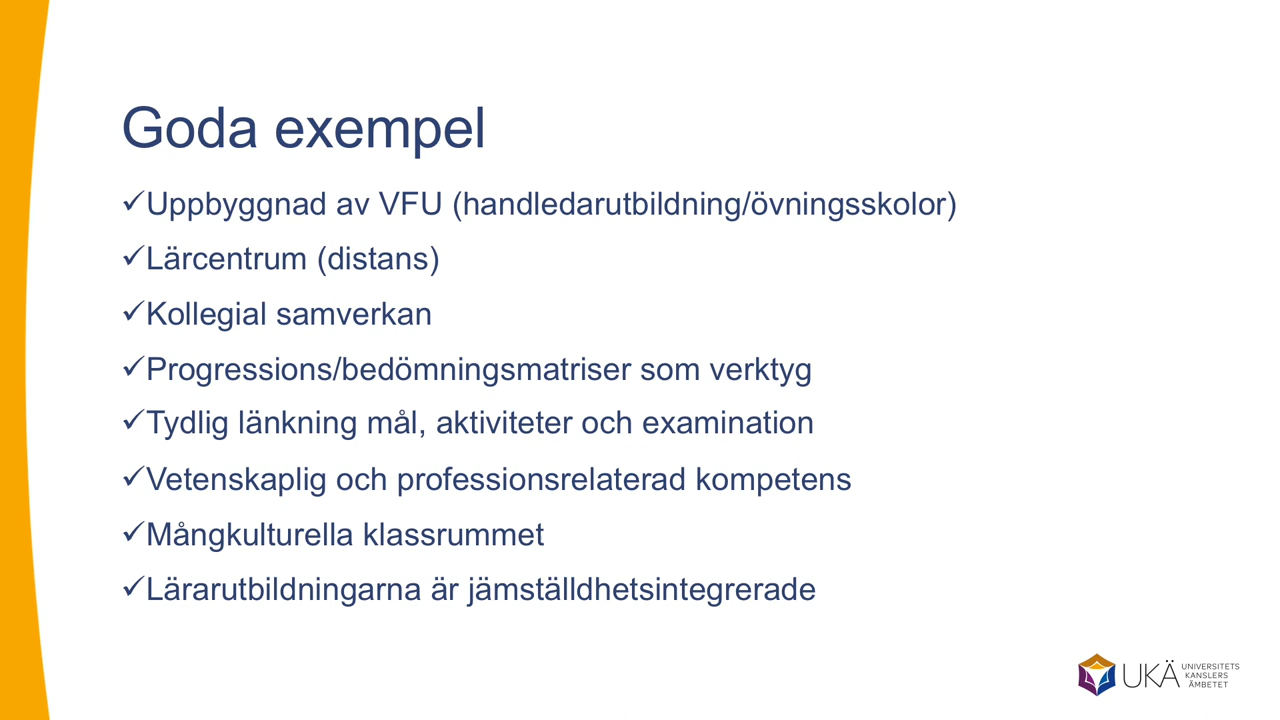 Goda exempel
✓Uppbyggnad av VFU (handledarutbildning/övningsskolor)
✓Lärcentrum (distans)
✓Kollegial samverkan
✓Progressions/bedömningsmatriser som verktyg
✓Tydlig länkning mål, aktiviteter och examination
✓Vetenskaplig och professionsrelaterad kompetens
✓Mångkulturella klassrummet
✓Lärarutbildningarna är jämställdhetsintegrerade
UKÄ UNIVERSITETS
KANSLERS
ÄMBETET